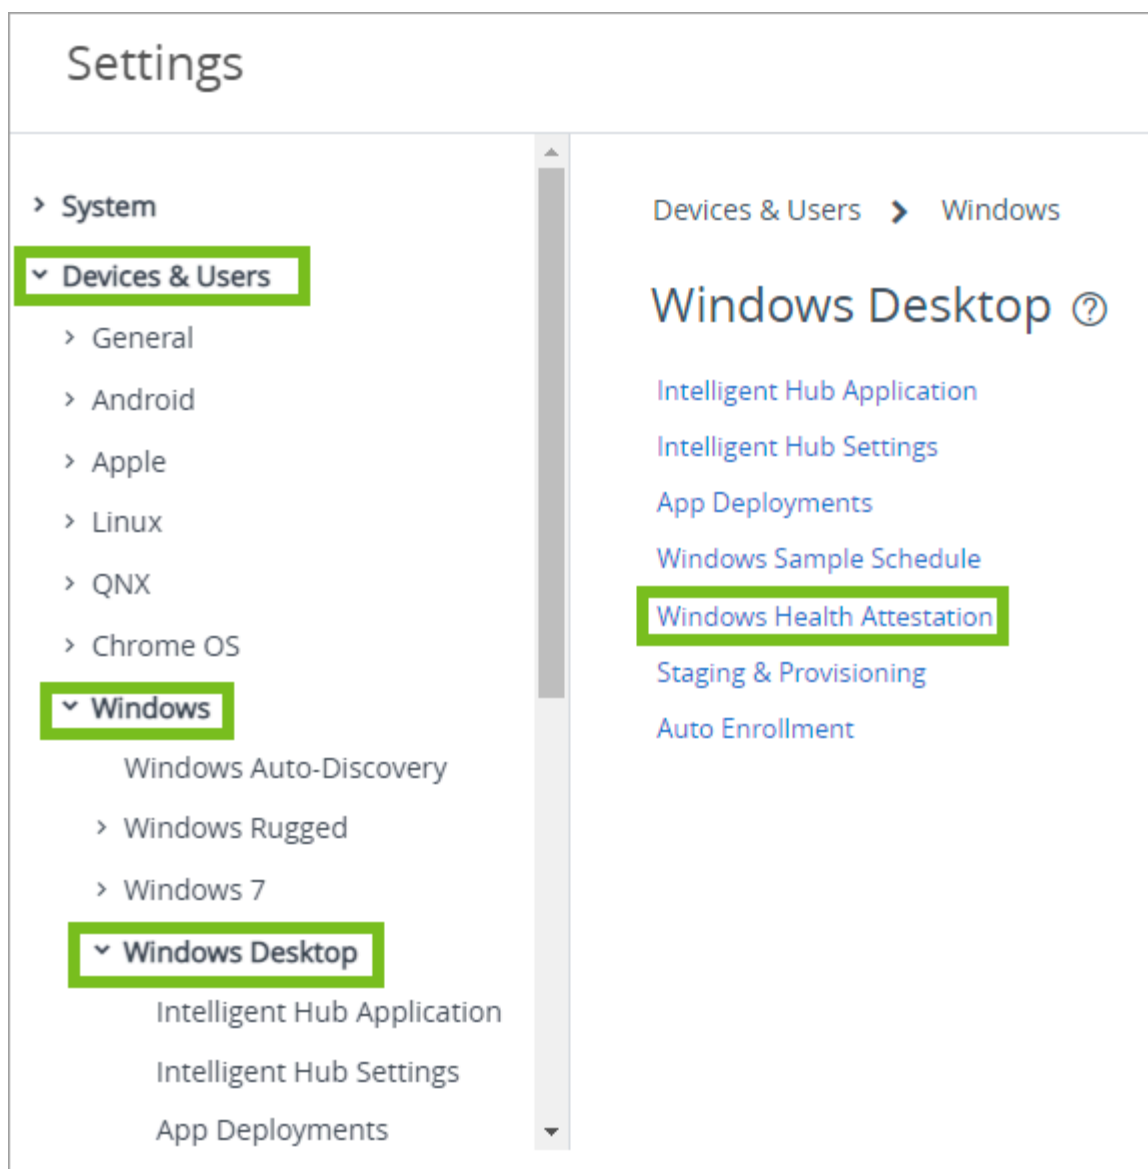 Settings
System
Devices & Users
General
Android
Apple
Linux
QNX
Chrome OS
Windows
Windows Auto-Discovery
Windows Rugged
Windows 7
Windows Desktop
Intelligent Hub Application
Intelligent Hub Settings
App Deployments
Devices & Users > Windows
Windows Desktop ?
Intelligent Hub Application
Intelligent Hub Settings
App Deployments
Windows Sample Schedule
Windows Health Attestation
Staging & Provisioning
Auto Enrollment